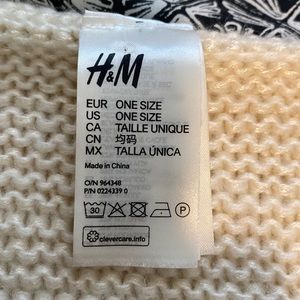 H&M
EUR ONE SIZE
US ONE SIZE
CA TAILLE UNIQUE
CN 均码
MX TALLA ÚNICA
Made in China
O/N 964348
P/N 0224339 0
30 P
clevercare.info